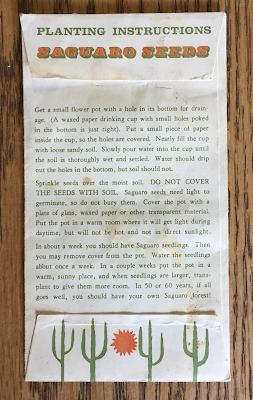 PLANTING INSTRUCTIONS
SAGUARO SEEDS
Get a small flower pot with a hole in its bottom for drain-
age. (A waxed paper drinking cup with small holes poked
in the bottom is just right). Put a small piece of paper
inside the cup, so the holes are covered. Nearly fill the cup
with loose sandy soil. Slowly pour water into the cup until
the soil is thoroughly wet and settled. Water should drip
out the holes in the bottom, but soil should not.
Sprinkle seeds over the moist soil. DO NOT COVER
THE SEEDS WITH SOIL. Saguaro seeds need light to
germinate, so do not bury them. Cover the pot with a
plate of glass, waxed paper or other transparent material.
Put the pot in a warm room where it will get light during
daytime, but will not be hot and not in direct sunlight.
In about a week you should have Saguaro seedlings. Then
you may remove cover from the pot. Water the seedlings
about once a week. In a couple weeks put the pot in a
warm, sunny place, and when seedlings are larger, trans-
plant to give them more room. In 50 or 60 years, if all
goes well, you should have your own Saguaro forest!